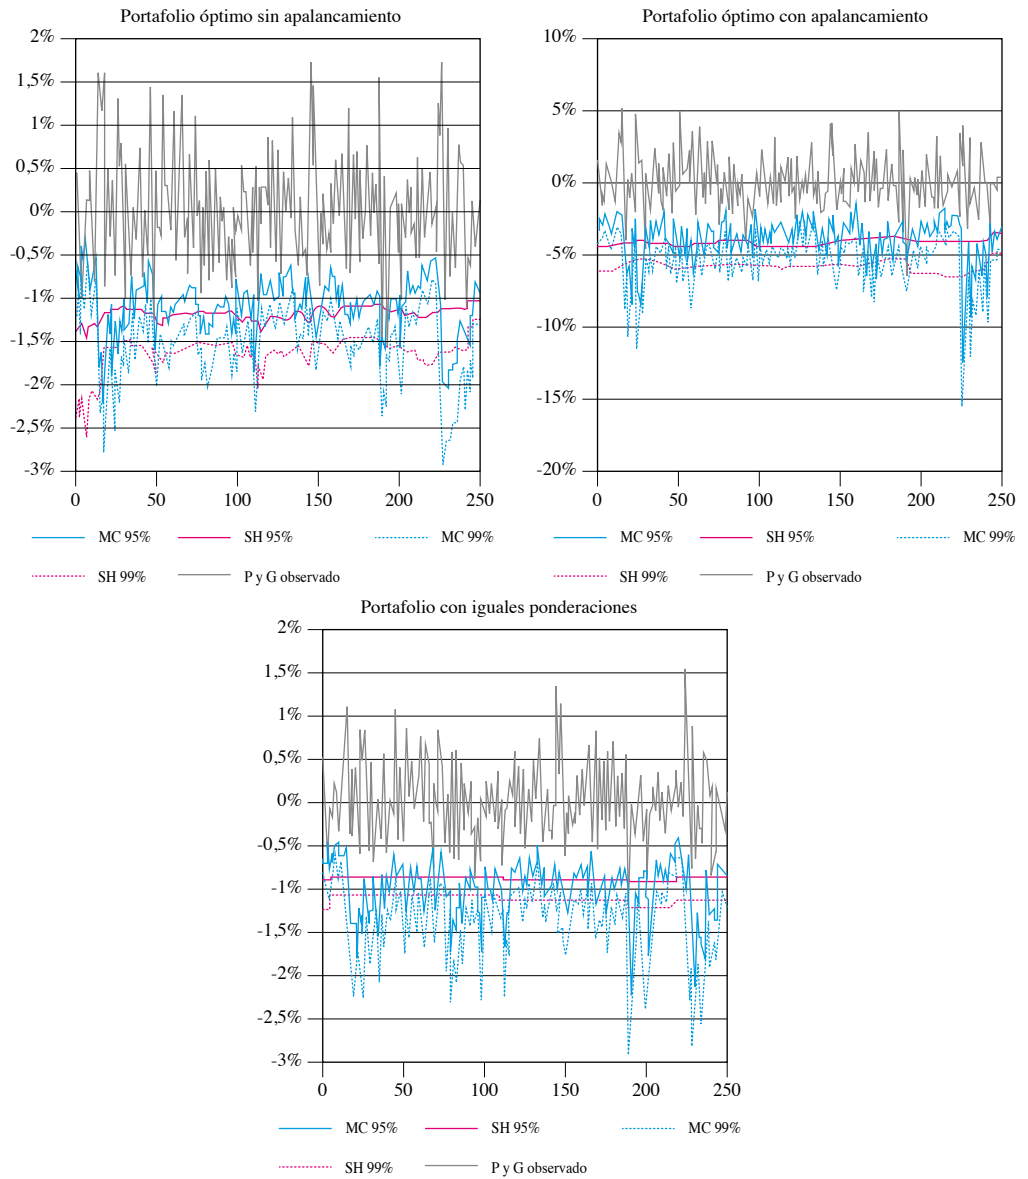 Portafolio óptimo sin apalancamiento
2%
1,5%
1%
0,5%
0%
-0,5%
-1%
-1,5%
-2%
-2,5%
-3%
0 50 100 150 200 250
MC 95% SH 95% MC 99%
SH 99% P y G observado
Portafolio óptimo con apalancamiento
10%
5%
0%
-5%
-10%
-15%
-20%
0 50 100 150 200 250
MC 95% SH 95% MC 99%
SH 99% P y G observado
Portafolio con iguales ponderaciones
2%
1,5%
1%
0,5%
0%
-0,5%
-1%
-1,5%
-2%
-2,5%
-3%
0 50 100 150 200 250
MC 95% SH 95% MC 99%
SH 99% P y G observado